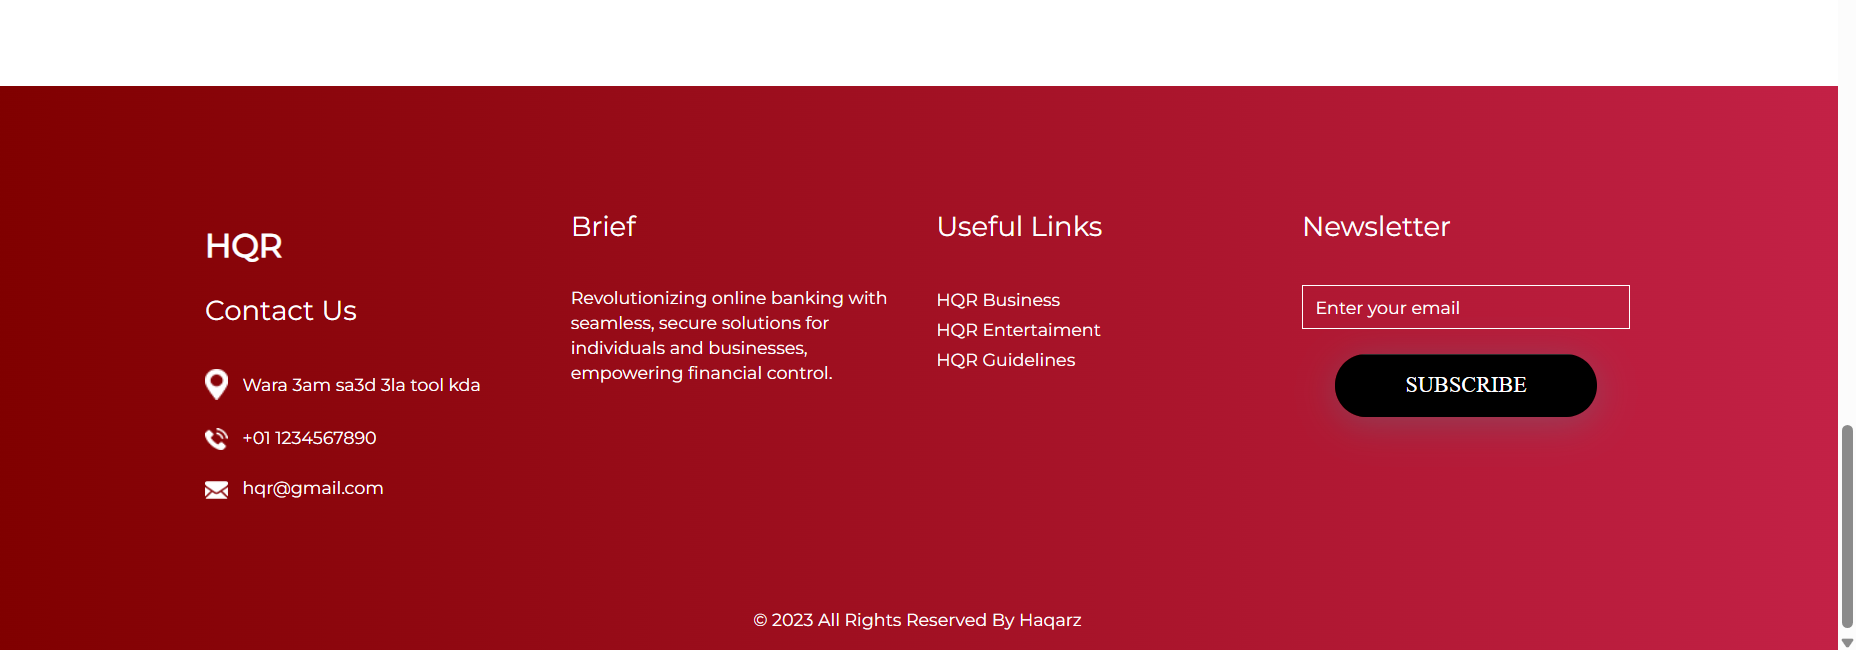 HQR
Contact Us
Wara 3am sa3d 3la tool kda
+01 1234567890
hqr@gmail.com
Brief
Revolutionizing online banking with
seamless, secure solutions for
individuals and businesses,
empowering financial control.
Useful Links
HQR Business
HQR Entertaiment
HQR Guidelines
Newsletter
Enter your email
SUBSCRIBE
© 2023 All Rights Reserved By Haqarz